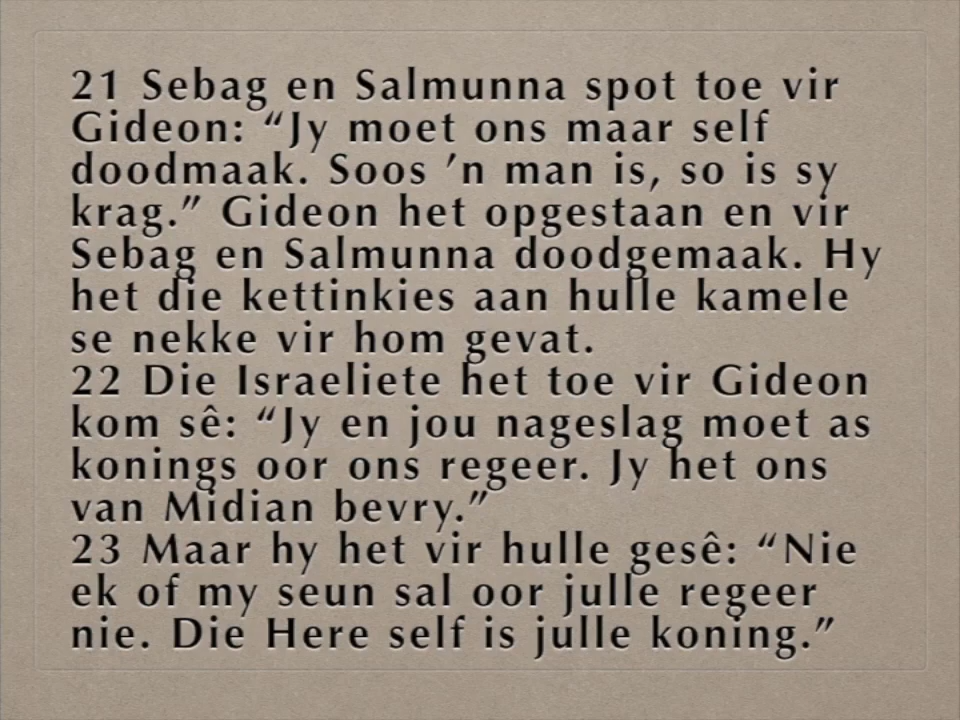 21 Sebag en Salmunna spot toe vir
Gideon: “Jy moet ons maar self
doodmaak. Soos ’n man is, so is sy
krag.” Gideon het opgestaan en vir
Sebag en Salmunna doodgemaak. Hy
het die kettinkies aan hulle kamele
se nekke vir hom gevat.
22 Die Israeliete het toe vir Gideon
kom sê: “Jy en jou nageslag moet as
konings oor ons regeer. Jy het ons
van Midian bevry.”
23 Maar hy het vir hulle gesê: “Nie
ek of my seun sal oor julle regeer
nie. Die Here self is julle koning.”